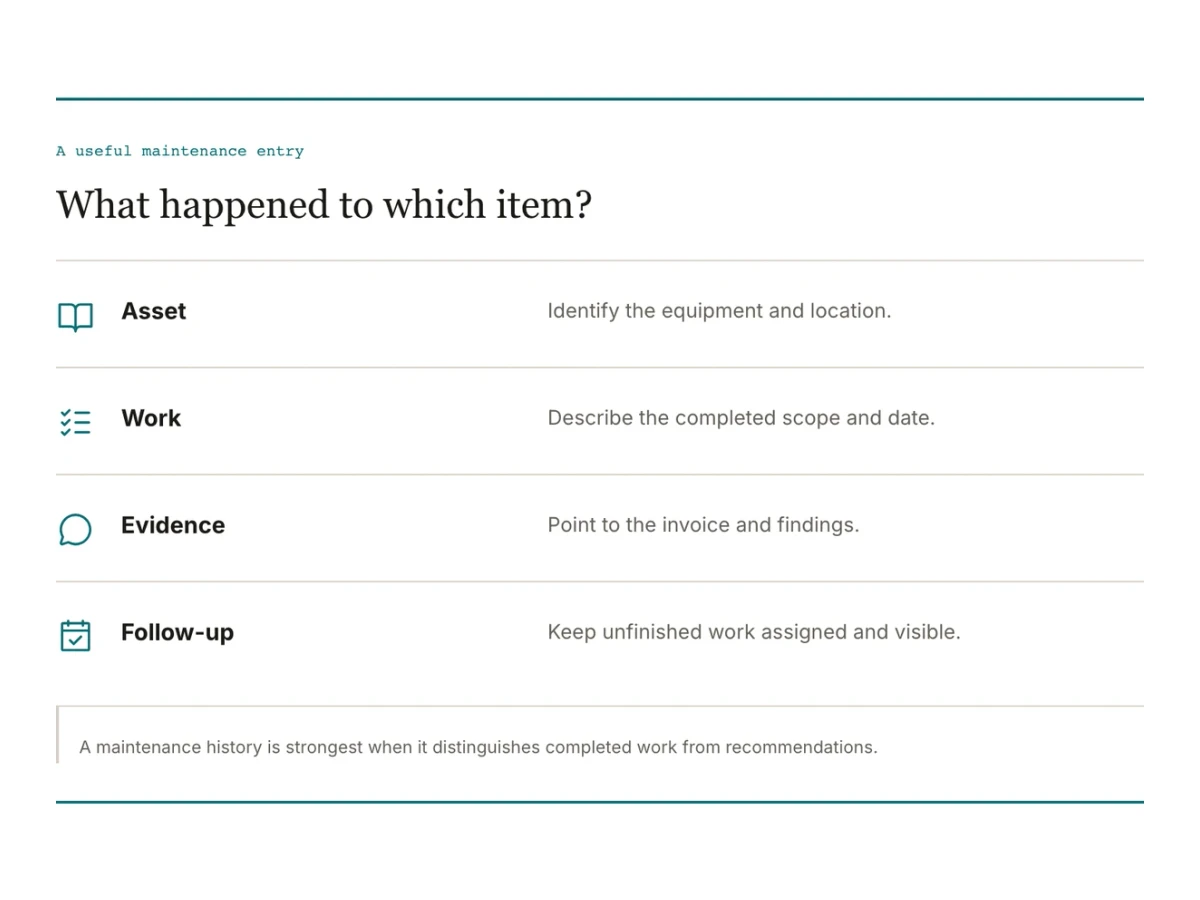 A useful maintenance entry
What happened to which item?
Asset
Identify the equipment and location.
Work
Describe the completed scope and date.
Evidence
Point to the invoice and findings.
Follow-up
Keep unfinished work assigned and visible.
A maintenance history is strongest when it distinguishes completed work from recommendations.